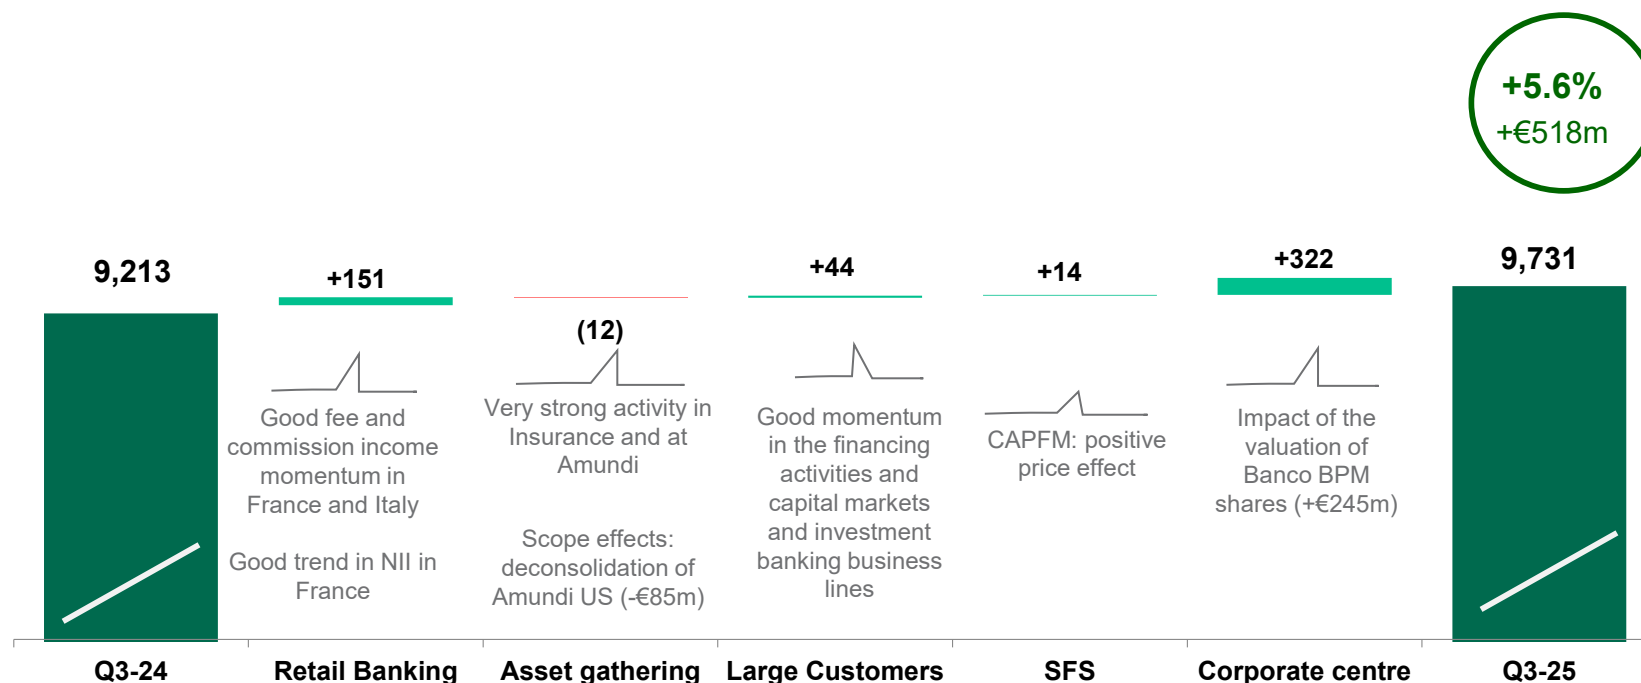 +5.6%
+€518m
9,213
+151
(12)
+44
+14
+322
9,731
Good fee and
commission income
momentum in
France and Italy
Good trend in NII in
France
Very strong activity in
Insurance and at
Amundi
Scope effects:
deconsolidation of
Amundi US (-€85m)
Good momentum
in the financing
activities and
capital markets
and investment
banking business
lines
CAPFM: positive
price effect
Impact of the
valuation of
Banco BPM
shares (+€245m)
Q3-24
Retail Banking
Asset gathering
Large Customers
SFS
Corporate centre
Q3-25